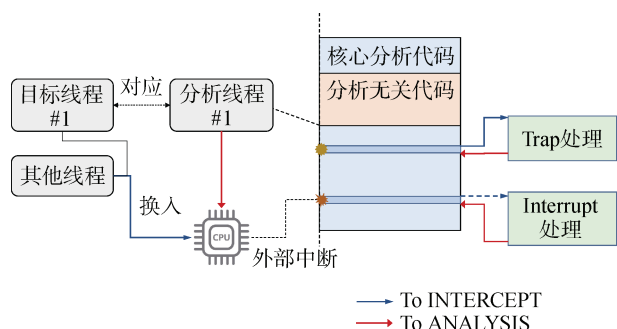 核心分析代码
分析无关代码
目标线程
#1
对应
分析线程
#1
Trap处理
其他线程
换入
CPU
外部中断
Interrupt
处理
To INTERCEPT
To ANALYSIS